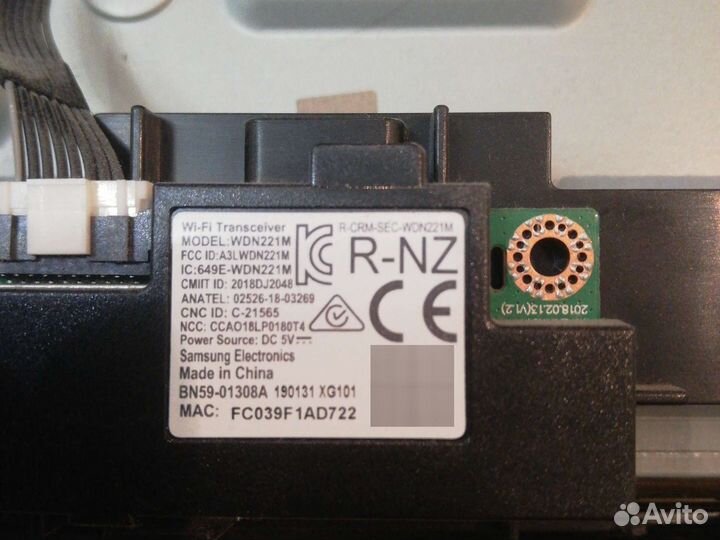 Wi-Fi Transceiver
R-CRM-SEC-WDN221M
MODEL:WDN221M
FCC ID:A3LWDN221M
IC:649E-WDN221M
CMIIT ID: 2018DJ2048
ANATEL: 02526-18-03269
CNC ID: C-21565
NCC: CCAO18LP0180T4
Power Source: DC 5V
Samsung Electronics
Made in China
BN59-01308A 190131 XG101
MAC: FC039F1AD722
R-NZ
CE
2018.02.13(V1.2)
Avito